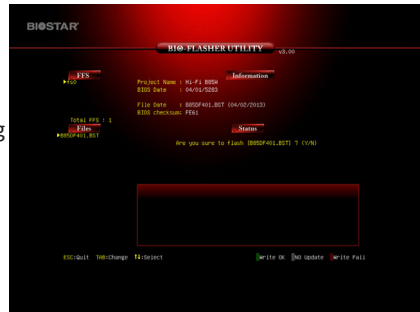 g
BIOSTAR
BIO-FLASHER UTILITY v3.00
FFS
fs0
Information
Project Name : Hi-Fi B85W
BIOS Date : 04/01/5283
File Date : B85DF401.BST (04/02/2013)
BIOS checksum: FE61
Total FFS : 1
Files
B85DF401.BST
Status
Are you sure to flash [B85DF401.BST] ? (Y/N)
ESC:Quit TAB:Change ↑↓:Select
Write OK NO Update Write Fail